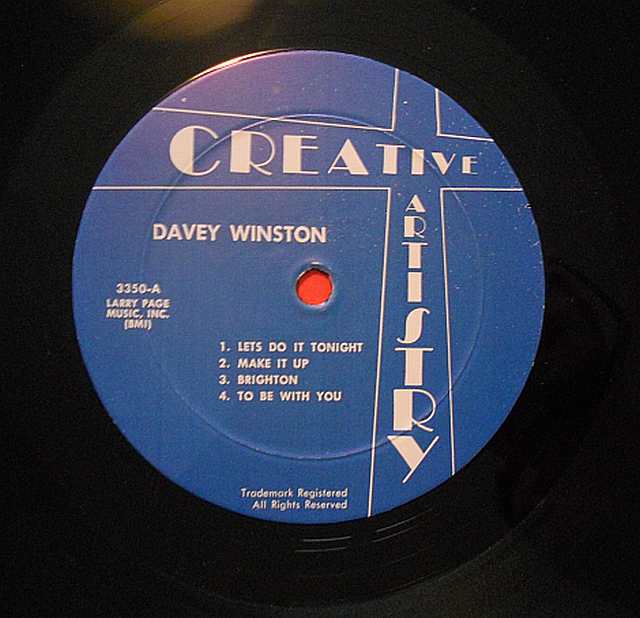 CREATIVE
ARTISTRY
DAVEY WINSTON
3350-A
LARRY PAGE
MUSIC, INC.
(BMI)
1. LETS DO IT TONIGHT
2. MAKE IT UP
3. BRIGHTON
4. TO BE WITH YOU
Trademark Registered
All Rights Reserved